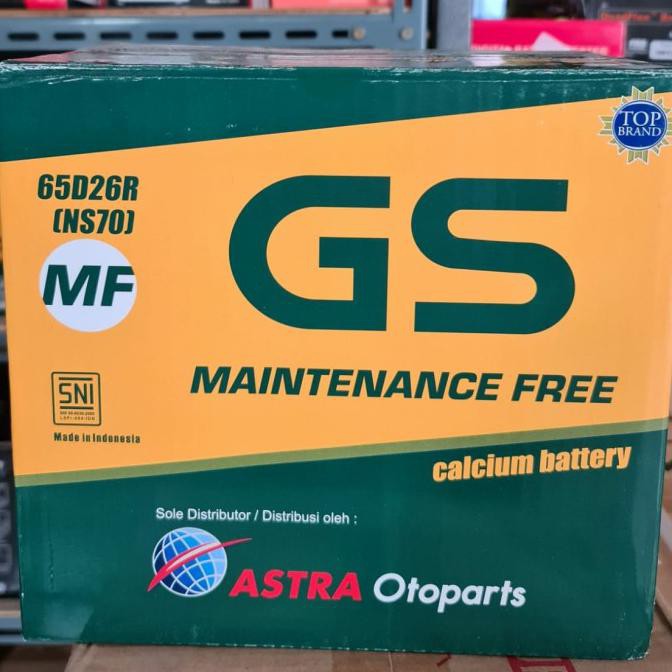 TOP
BRAND
65D26R
(NS70)
MF
GS
MAINTENANCE FREE
SNI
Made in Indonesia
calcium battery
Sole Distributor / Distribusi oleh :
ASTRA Otoparts